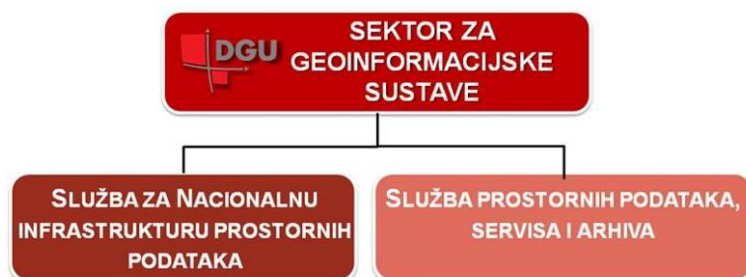 DGU
SEKTOR ZA
GEOINFORMACIJSKE
SUSTAVE
SLUŽBA ZA NACIONALNU
INFRASTRUKTURU PROSTORNIH
PODATAKA
SLUŽBA PROSTORNIH PODATAKA,
SERVISA I ARHIVA